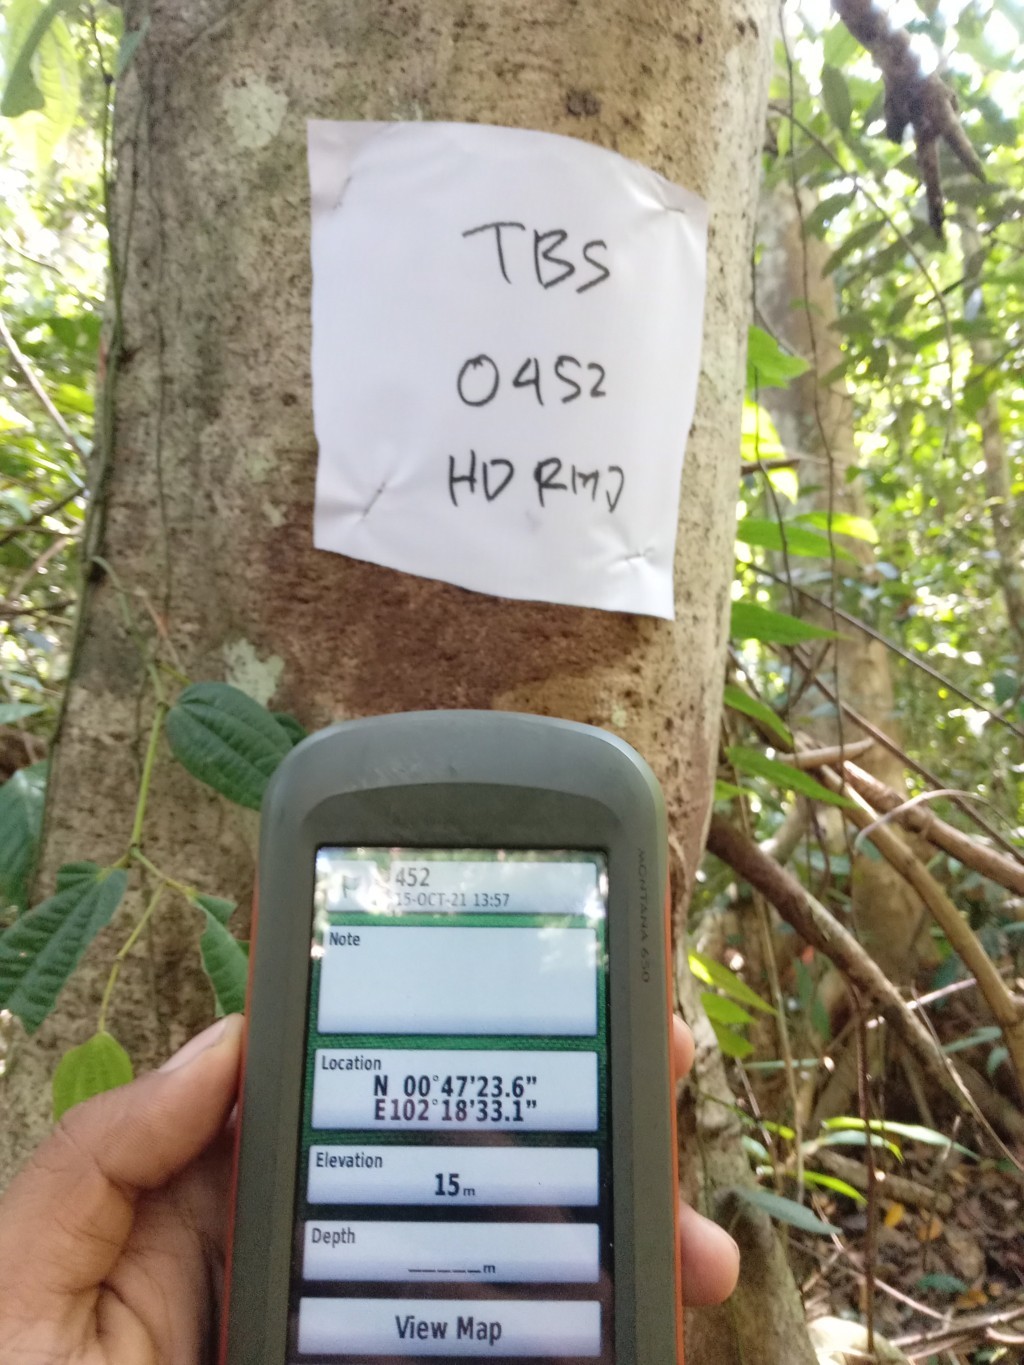 TBS
0452
HD RMJ
MONTANA 650
452
15-OCT-21 13:57
Note
Location
N 00°47'23.6"
E102°18'33.1"
Elevation
15m
Depth
_____m
View Map